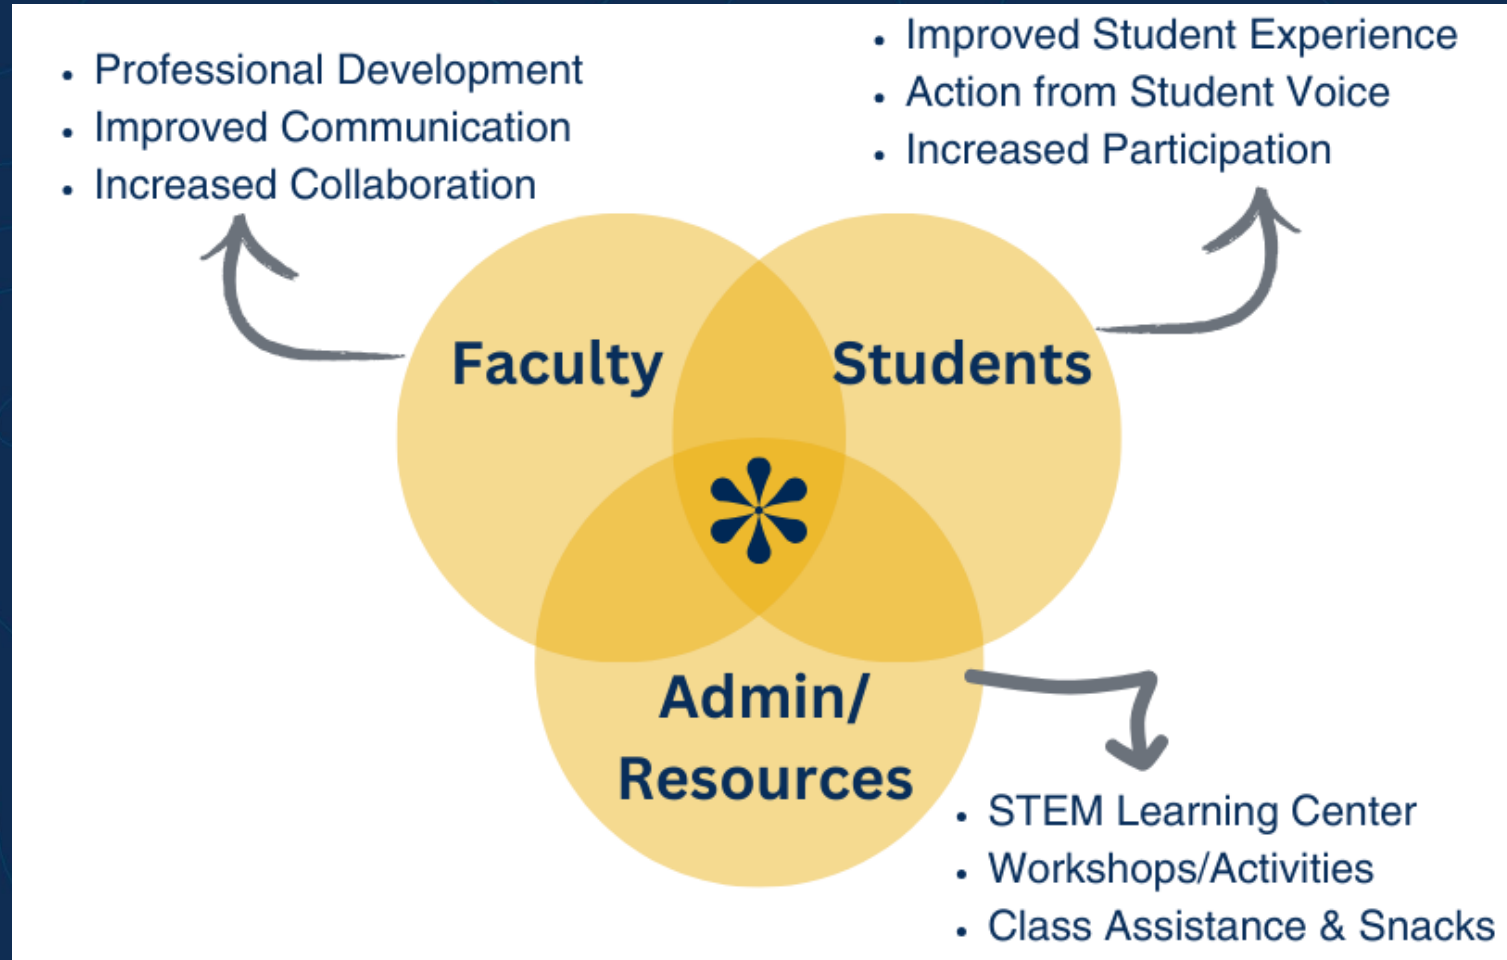 • Professional Development
• Improved Communication
• Increased Collaboration
• Improved Student Experience
• Action from Student Voice
• Increased Participation
Faculty
Students
*
Admin/
Resources
• STEM Learning Center
• Workshops/Activities
• Class Assistance & Snacks